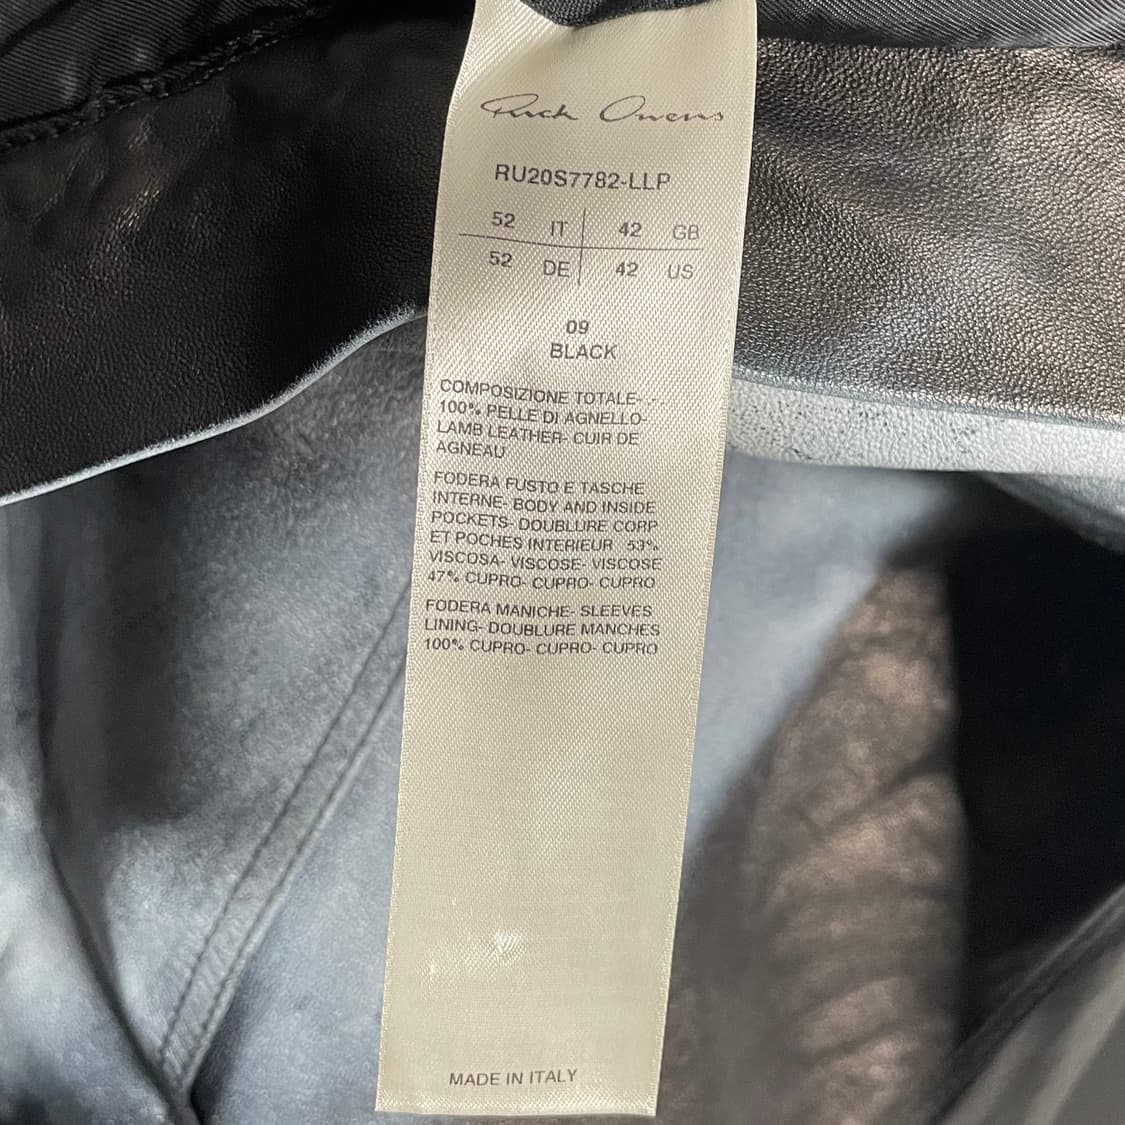 Rick Owens
RU20S7782-LLP
52 IT 42 GB
52 DE 42 US
09
BLACK
COMPOSIZIONE TOTALE-
100% PELLE DI AGNELLO-
LAMB LEATHER- CUIR DE
AGNEAU
FODERA FUSTO E TASCHE
INTERNE- BODY AND INSIDE
POCKETS- DOUBLURE CORP
ET POCHES INTERIEUR 53%
VISCOSA- VISCOSE- VISCOSE
47% CUPRO- CUPRO- CUPRO
FODERA MANICHE- SLEEVES
LINING- DOUBLURE MANCHES
100% CUPRO- CUPRO- CUPRO
MADE IN ITALY